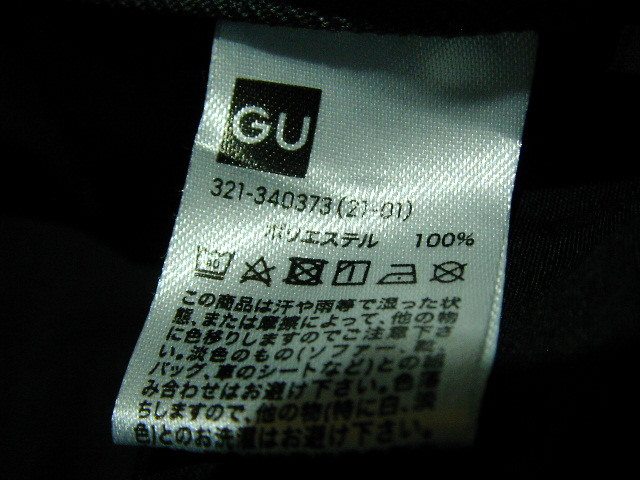 GU
321-340373(21-01)
ポリエステル 100%
この商品は汗や雨等で湿った状
態、または摩擦によって、他の物
に色移りしますのでご注意下さ
い。淡色のもの(ソファー、靴、
バッグ、車のシートなど)との組
み合わせはお避け下さい。色落
ちしますので、他の物(特に白、淡
色)とのお洗濯はお避け下さい。